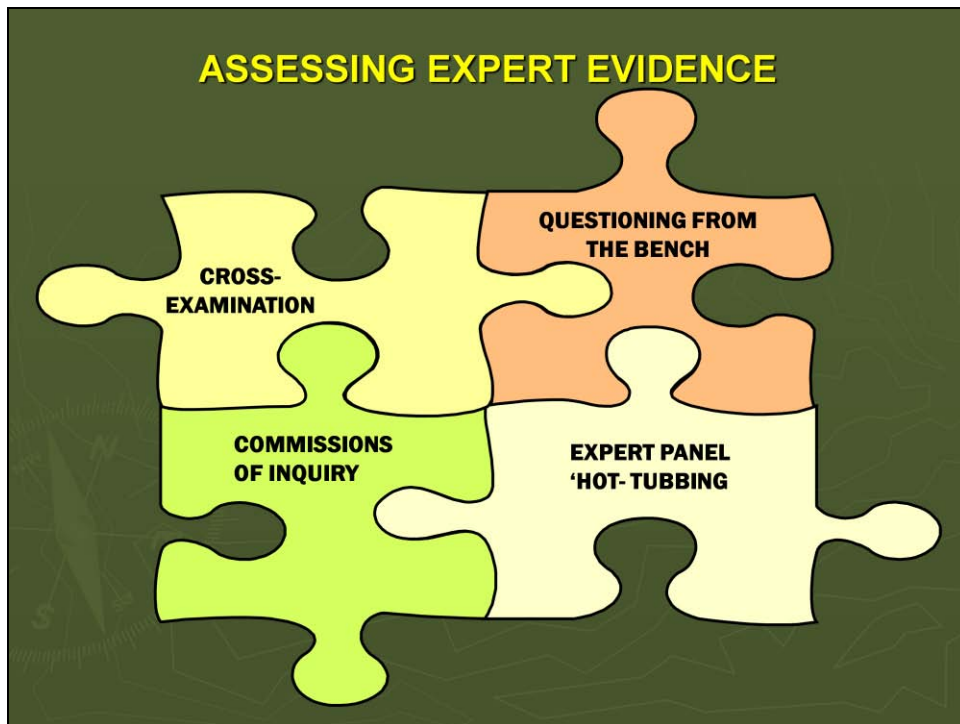 ASSESSING EXPERT EVIDENCE
QUESTIONING FROM
THE BENCH
CROSS-
EXAMINATION
COMMISSIONS
OF INQUIRY
EXPERT PANEL
‘HOT- TUBBING
N
S